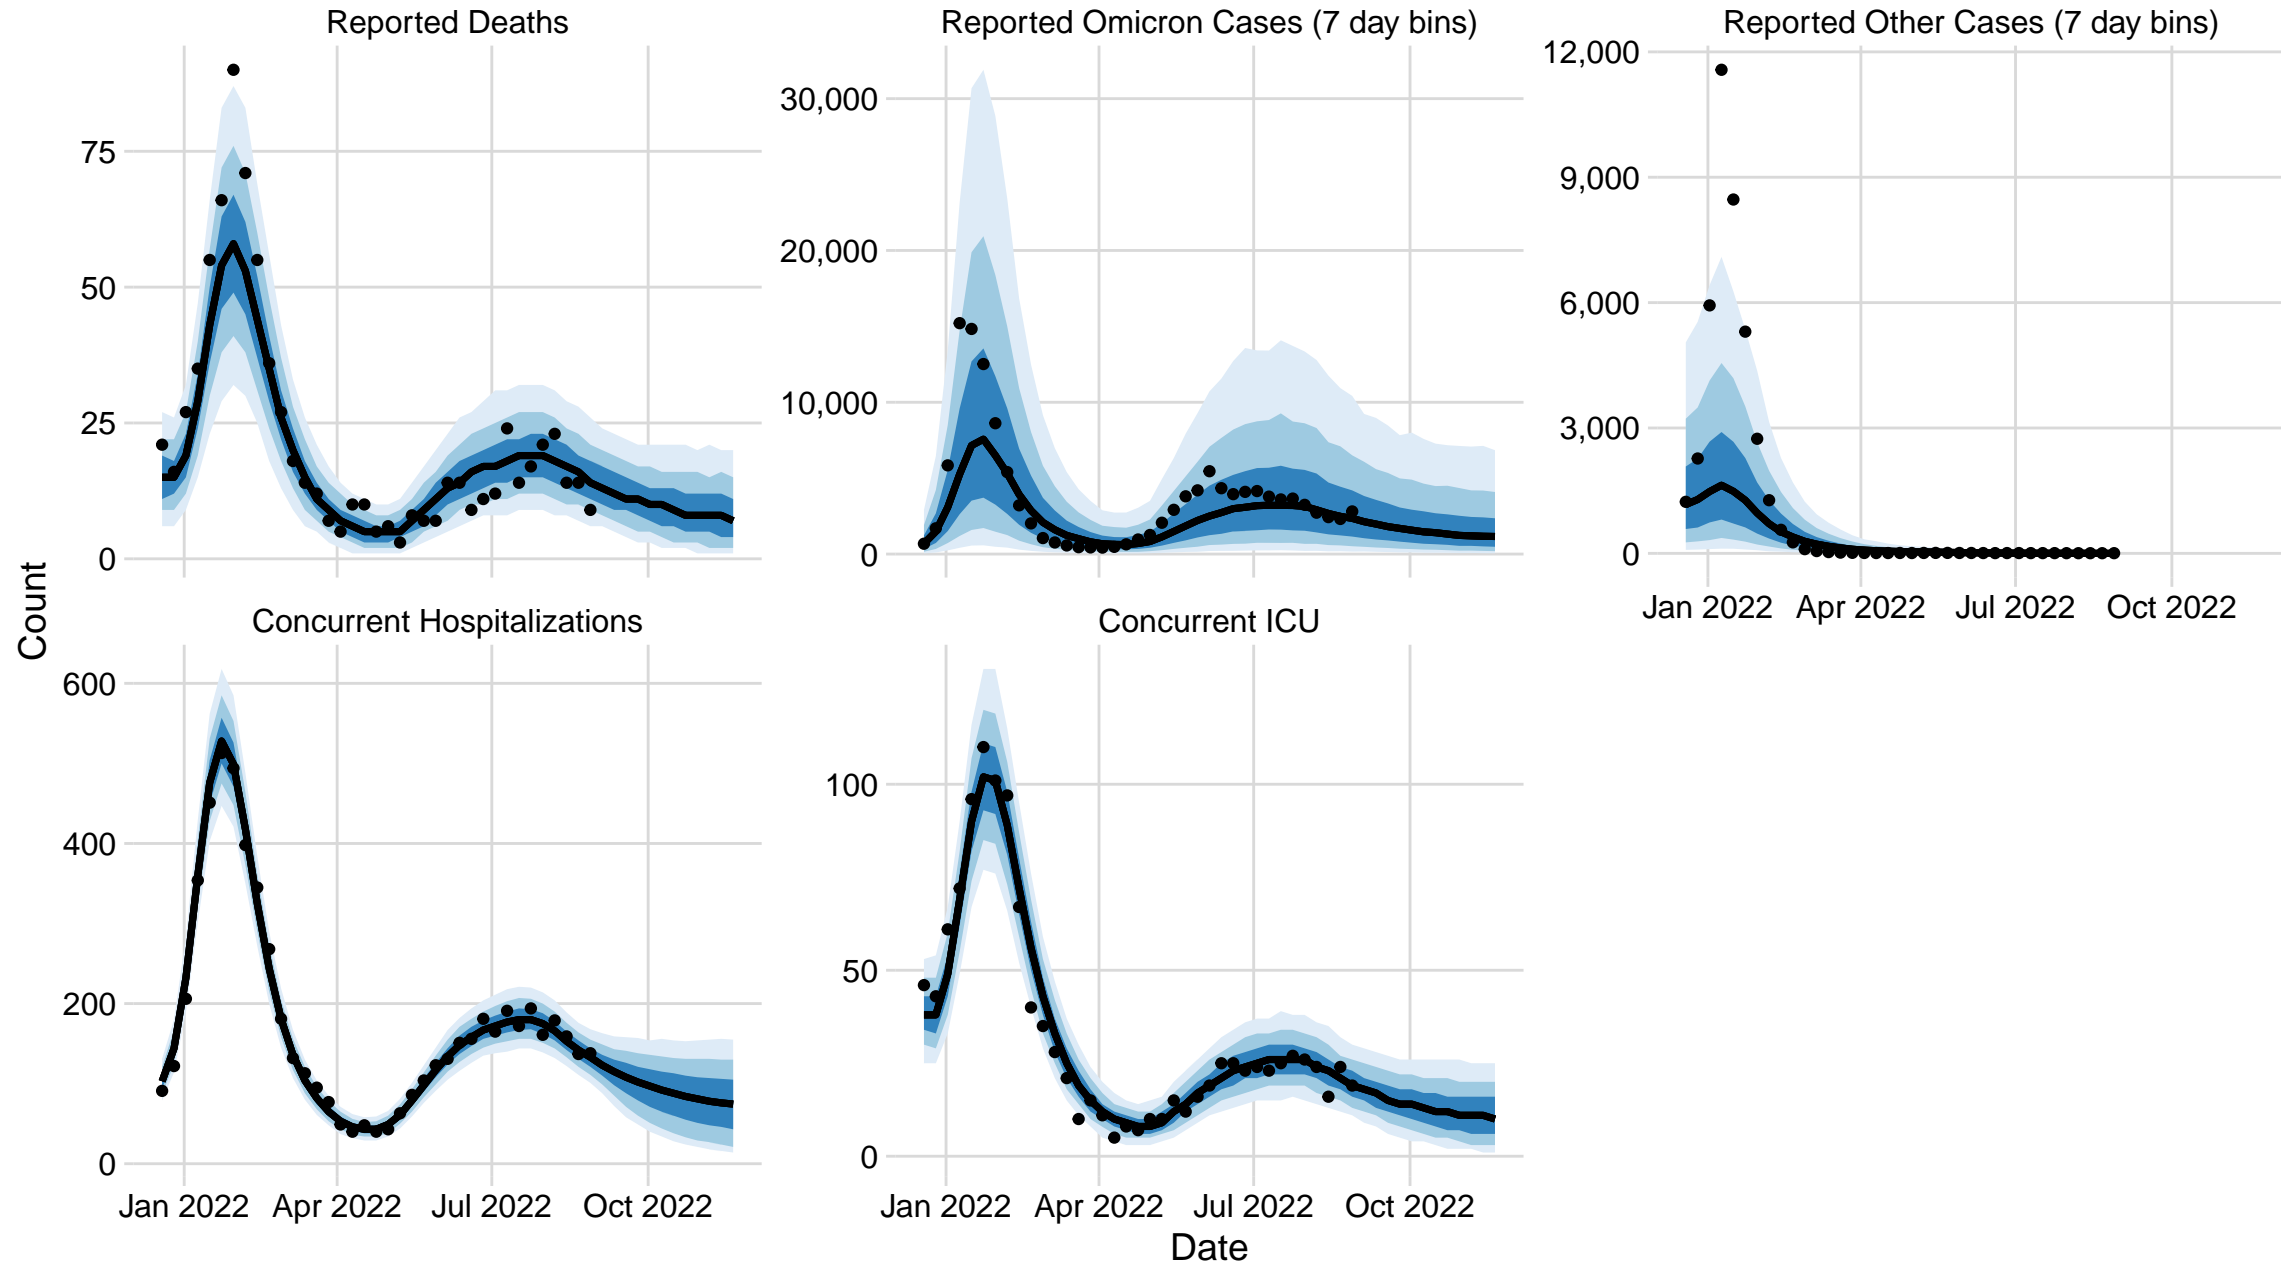 Reported Deaths
Reported Omicron Cases (7 day bins)
Reported Other Cases (7 day bins)
75
50
25
0
30,000
20,000
10,000
0
12,000
9,000
6,000
3,000
0
Jan 2022 Apr 2022 Jul 2022 Oct 2022
Count
Concurrent Hospitalizations
Concurrent ICU
600
400
200
0
100
50
0
Jan 2022 Apr 2022 Jul 2022 Oct 2022
Jan 2022 Apr 2022 Jul 2022 Oct 2022
Date